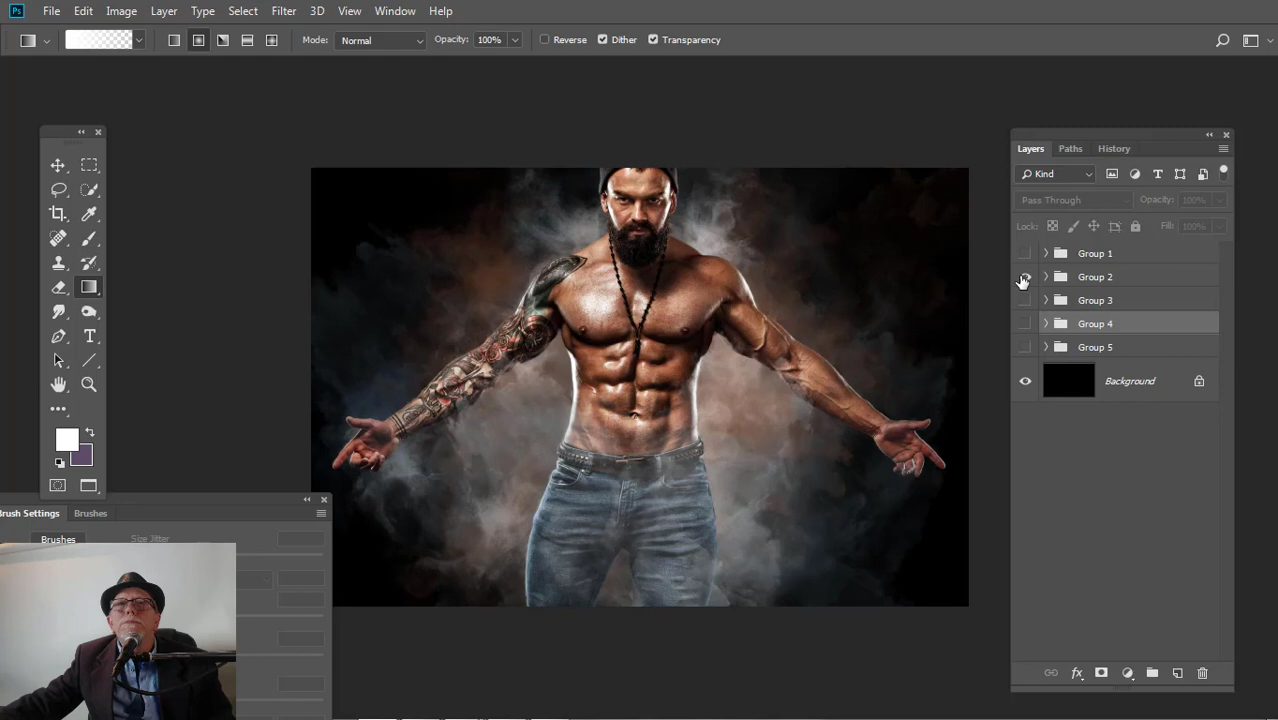 Ps File Edit Image Layer Type Select Filter 3D View Window Help
Mode: Normal Opacity: 100% Reverse Dither Transparency
Layers Paths History
Kind
Pass Through Opacity: 100%
Lock: Fill: 100%
Group 1
Group 2
Group 3
Group 4
Group 5
Background
fx
Brush Settings Brushes
Brushes Size Jitter